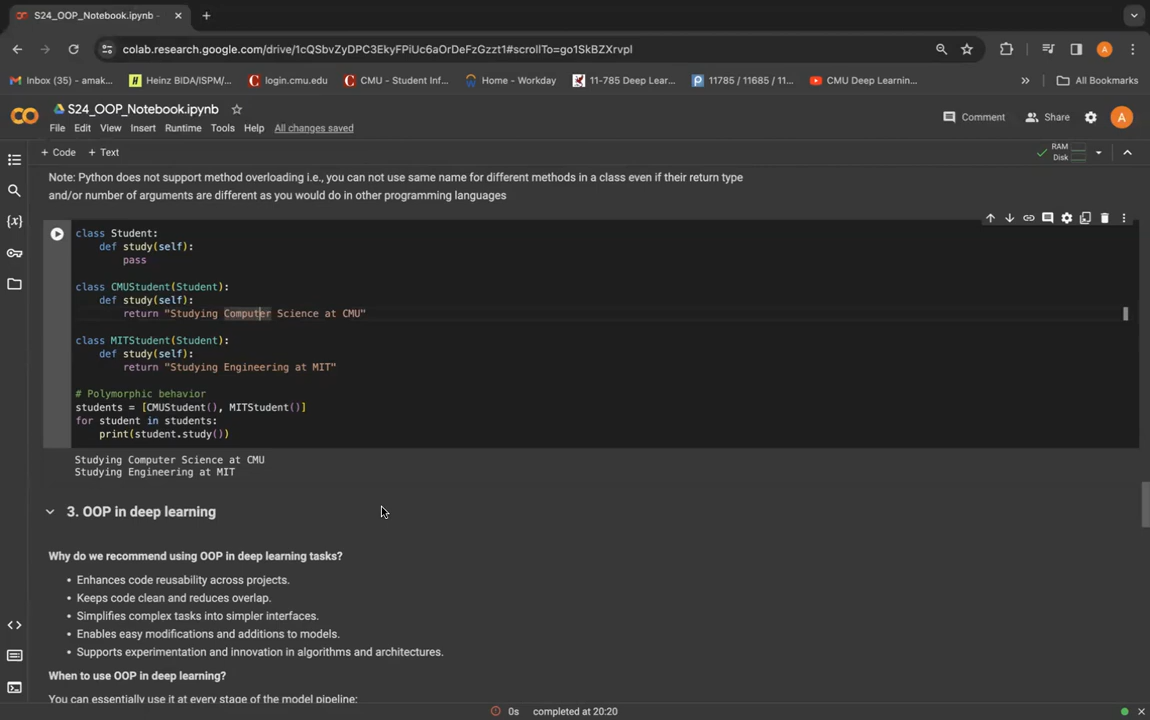 S24_OOP_Notebook.ipynb -
colab.research.google.com/drive/1cQSbvZyDPC3EkyFPiUc6aOrDeFzGzzt1#scrollTo=go1SkBZXrvpl
A
Inbox (35) - amak...
Heinz BIDA/ISPM/...
login.cmu.edu
CMU - Student Inf...
Home - Workday
11-785 Deep Lear...
11785 / 11685 / 11...
CMU Deep Learnin...
All Bookmarks
S24_OOP_Notebook.ipynb
Comment
Share
A
File Edit View Insert Runtime Tools Help All changes saved
+ Code + Text
RAM
Disk
Note: Python does not support method overloading i.e., you can not use same name for different methods in a class even if their return type
and/or number of arguments are different as you would do in other programming languages
class Student:
def study(self):
pass
class CMUStudent(Student):
def study(self):
return "Studying Computer Science at CMU"
class MITStudent(Student):
def study(self):
return "Studying Engineering at MIT"
# Polymorphic behavior
students = [CMUStudent(), MITStudent()]
for student in students:
print(student.study())
Studying Computer Science at CMU
Studying Engineering at MIT
3. OOP in deep learning
Why do we recommend using OOP in deep learning tasks?
• Enhances code reusability across projects.
• Keeps code clean and reduces overlap.
• Simplifies complex tasks into simpler interfaces.
• Enables easy modifications and additions to models.
• Supports experimentation and innovation in algorithms and architectures.
When to use OOP in deep learning?
You can essentially use it at every stage of the model pipeline:
0s completed at 20:20